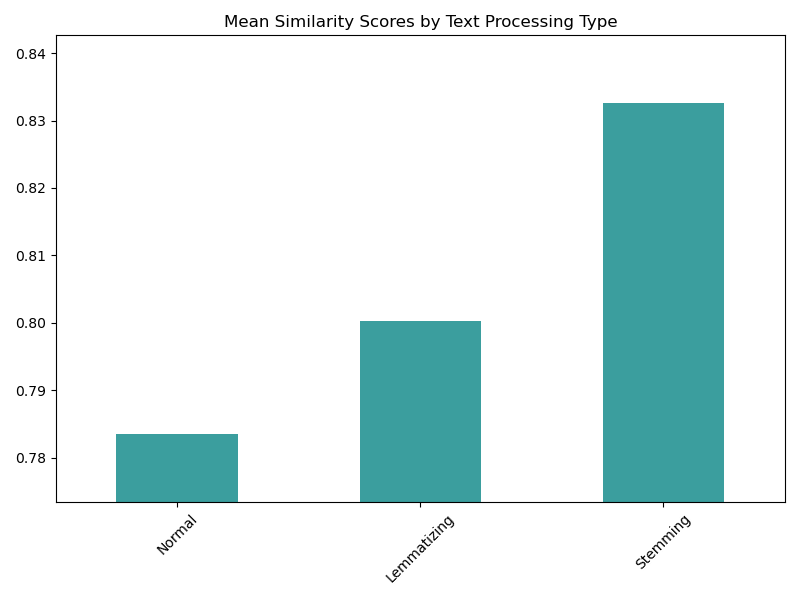 Mean Similarity Scores by Text Processing Type
0.84
0.83
0.82
0.81
0.80
0.79
0.78
Normal
Lemmatizing
Stemming